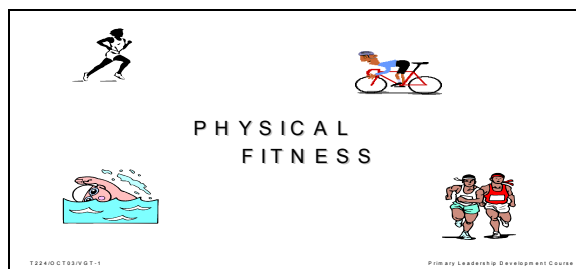 PHYSICAL
FITNESS
T224/OCT03/VGT-1
Primary Leadership Development Course